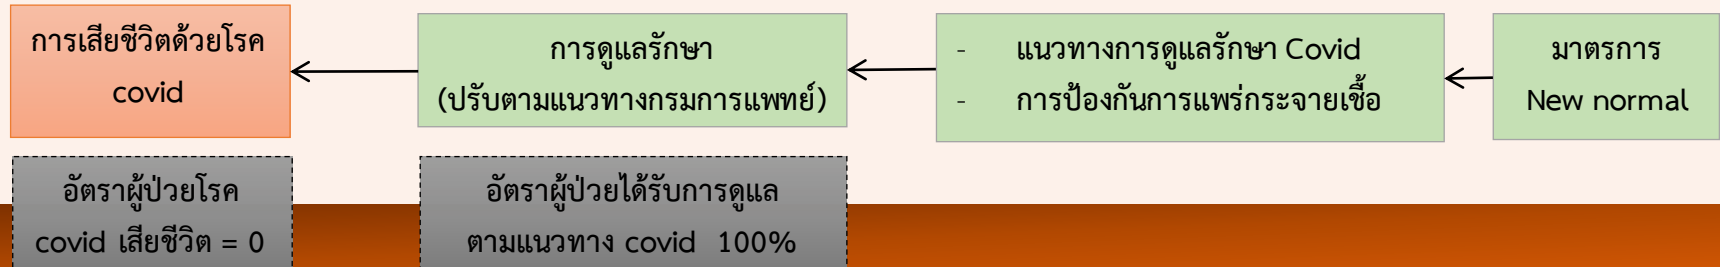 การเสียชีวิตด้วยโรค
covid
การดูแลรักษา
(ปรับตามแนวทางกรมการแพทย์)
- แนวทางการดูแลรักษา Covid
- การป้องกันการแพร่กระจายเชื้อ
มาตรการ
New normal
อัตราผู้ป่วยโรค
covid เสียชีวิต = 0
อัตราผู้ป่วยได้รับการดูแล
ตามแนวทาง covid 100%